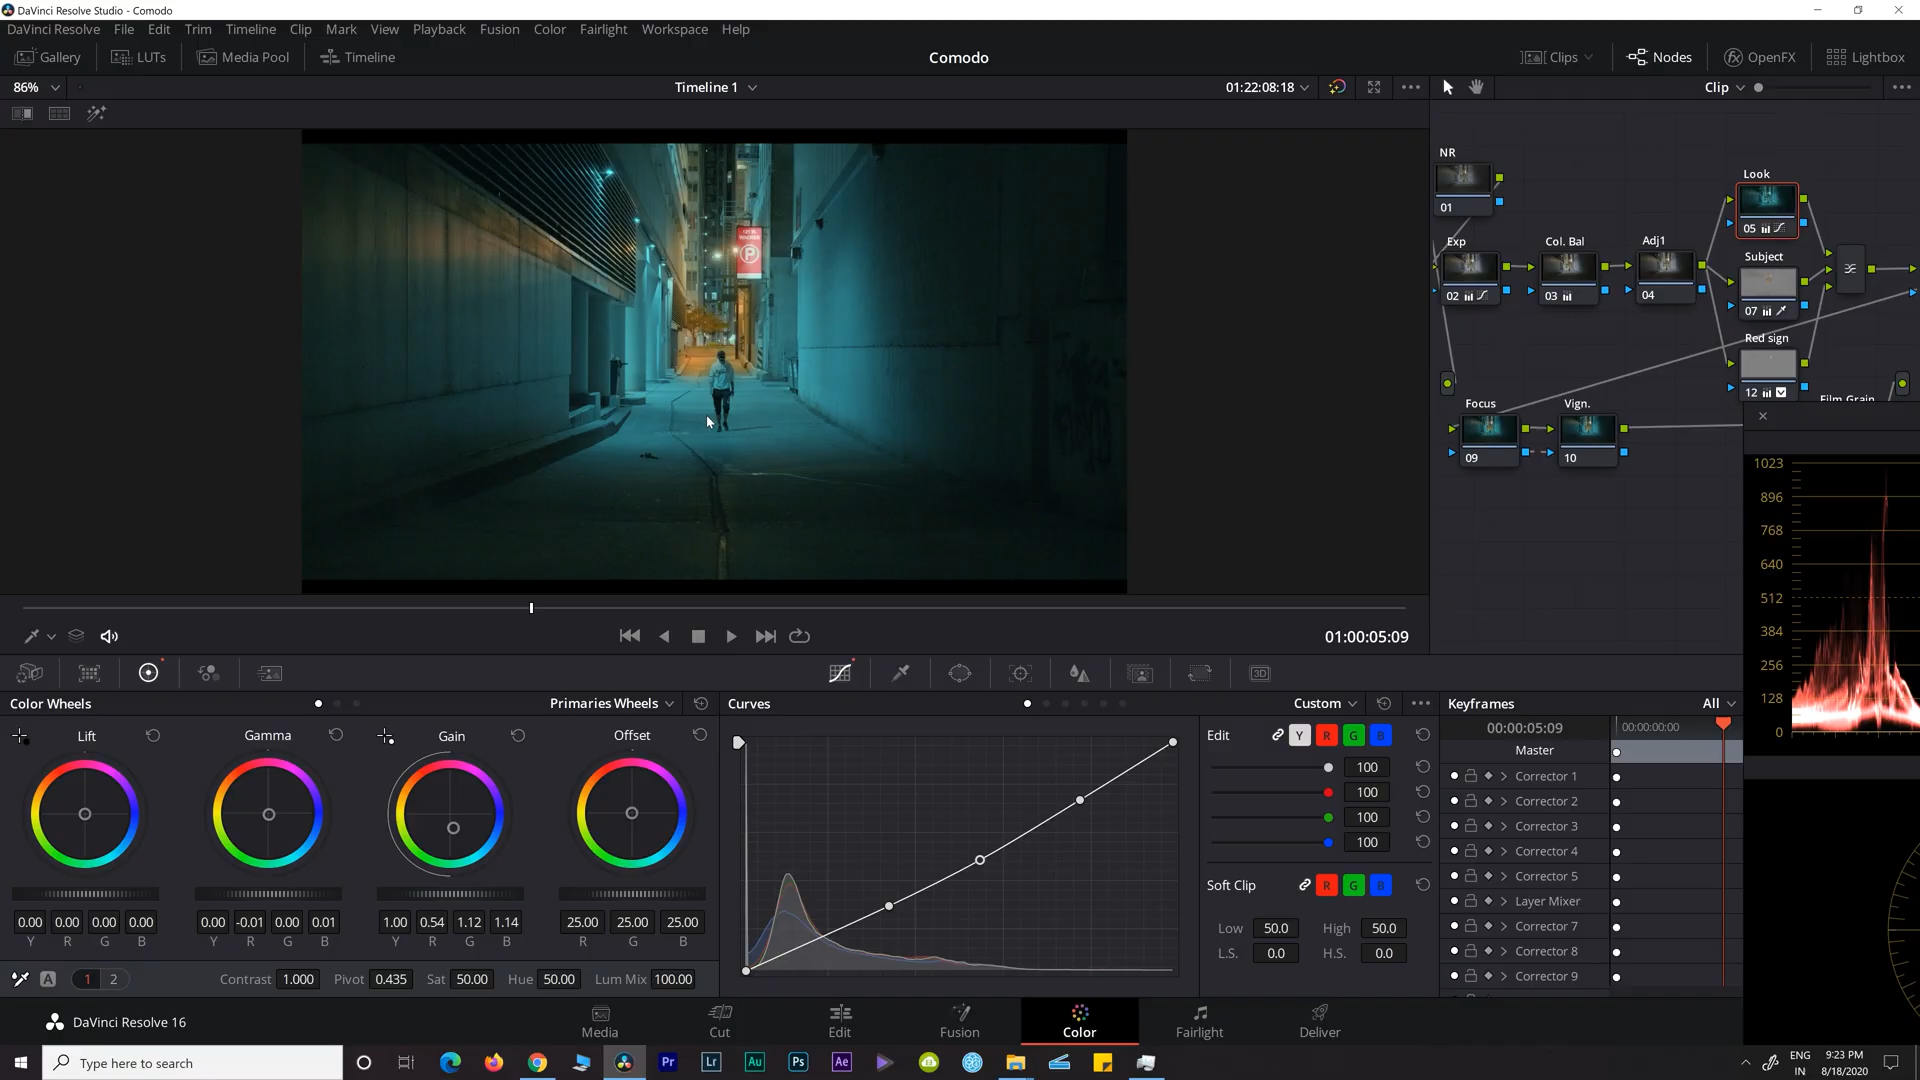 DaVinci Resolve Studio - Comodo
DaVinci Resolve File Edit Trim Timeline Clip Mark View Playback Fusion Color Fairlight Workspace Help
Gallery LUTs Media Pool Timeline Comodo Clips Nodes OpenFX Lightbox
86% Timeline 1 01:22:08:18 Clip
NR
01
Look
05
Exp Col. Bal Adj1
02 03 04
Subject
07
Red sign
12
Film Grain
Focus Vign.
09 10
WACKER
P
1023
896
768
640
512
384
256
128
0
01:00:05:09
3D
Color Wheels Primaries Wheels
Lift Gamma Gain Offset
0.00 0.00 0.00 0.00 0.00 -0.01 0.00 0.01 1.00 0.54 1.12 1.14 25.00 25.00 25.00
Y R G B Y R G B Y R G B R G B
A 1 2 Contrast 1.000 Pivot 0.435 Sat 50.00 Hue 50.00 Lum Mix 100.00
Curves Custom
Edit Y R G B
100
100
100
100
Soft Clip R G B
Low 50.0 High 50.0
L.S. 0.0 H.S. 0.0
Keyframes All
00:00:05:09 00:00:00:00
Master
Corrector 1
Corrector 2
Corrector 3
Corrector 4
Corrector 5
Layer Mixer
Corrector 7
Corrector 8
Corrector 9
DaVinci Resolve 16
Media Cut Edit Fusion Color Fairlight Deliver
Type here to search
Pr Lr Au Ps Ae
ENG
IN
9:23 PM
8/18/2020